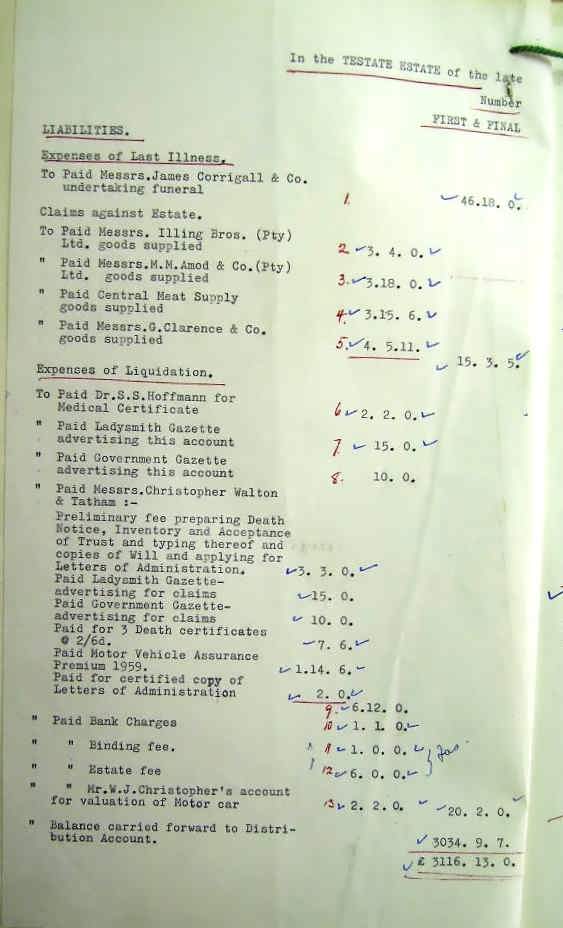 In the TESTATE ESTATE of the late
Number
FIRST & FINAL
LIABILITIES.
Expenses of Last Illness.
To Paid Messrs.James Corrigall & Co.
undertaking funeral 1. 46.18. 0.
Claims against Estate.
To Paid Messrs. Illing Bros. (Pty)
Ltd. goods supplied 2 3. 4. 0.
" Paid Messrs.M.M.Amod & Co.(Pty)
Ltd. goods supplied 3. 3.18. 0.
" Paid Central Meat Supply
goods supplied 4. 3.15. 6.
" Paid Messrs.G.Clarence & Co.
goods supplied 5. 4. 5.11. 15. 3. 5.
Expenses of Liquidation.
To Paid Dr.S.S.Hoffmann for
Medical Certificate 6 2. 2. 0.
" Paid Ladysmith Gazette
advertising this account 7. 15. 0.
" Paid Government Gazette
advertising this account 8. 10. 0.
" Paid Messrs.Christopher Walton
& Tatham :-
Preliminary fee preparing Death
Notice, Inventory and Acceptance
of Trust and typing thereof and
copies of Will and applying for
Letters of Administration. 3. 3. 0.
Paid Ladysmith Gazette-
advertising for claims 15. 0.
Paid Government Gazette-
advertising for claims 10. 0.
Paid for 3 Death certificates
@ 2/6d. 7. 6.
Paid Motor Vehicle Assurance
Premium 1959. 1.14. 6.
Paid for certified copy of
Letters of Administration 2. 0.
9. 6.12. 0.
" Paid Bank Charges 10 1. 1. 0.
" " Binding fee. 11 1. 0. 0.
" " Estate fee 12 6. 0. 0.
" " Mr.W.J.Christopher's account
for valuation of Motor car 13 2. 2. 0. 20. 2. 0.
" Balance carried forward to Distri-
bution Account. 3034. 9. 7.
£ 3116. 13. 0.